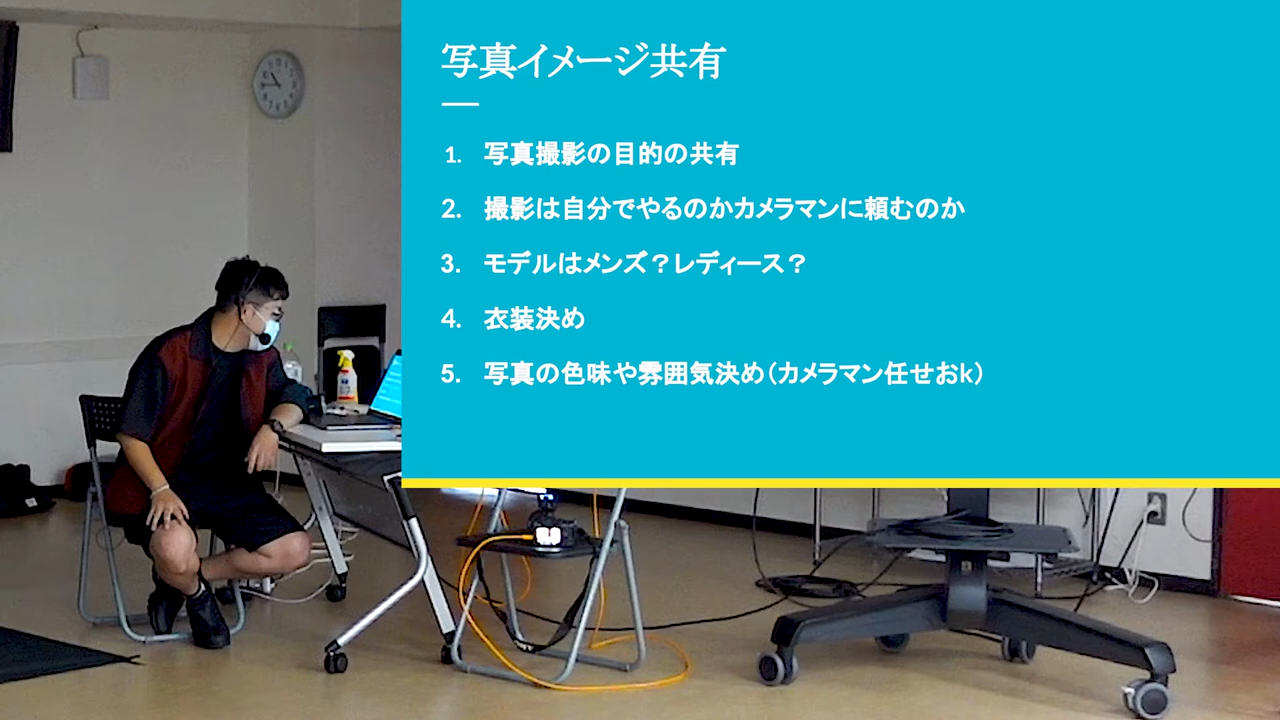 写真イメージ共有
1. 写真撮影の目的の共有
2. 撮影は自分でやるのかカメラマンに頼むのか
3. モデルはメンズ？レディース？
4. 衣装決め
5. 写真の色味や雰囲気決め（カメラマン任せおk）